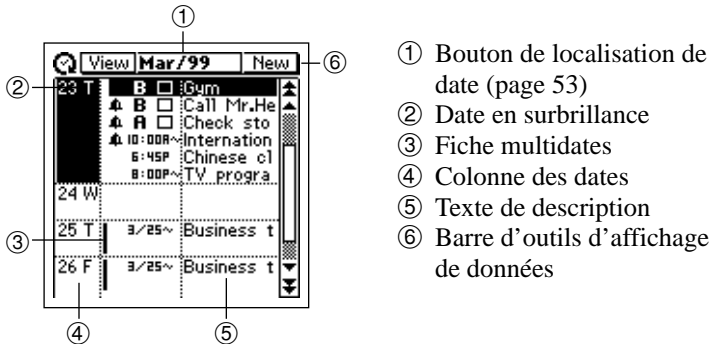 ①
View Mar/99 New
⑥
②
23 T B Gym
B Call Mr.He
A Check sto
10:00A~ Internation
6:45P Chinese cl
8:00P~ TV progra
24 W
③
25 T 3/25~ Business t
26 F 3/25~ Business t
④ ⑤
① Bouton de localisation de
date (page 53)
② Date en surbrillance
③ Fiche multidates
④ Colonne des dates
⑤ Texte de description
⑥ Barre d’outils d’affichage
de données